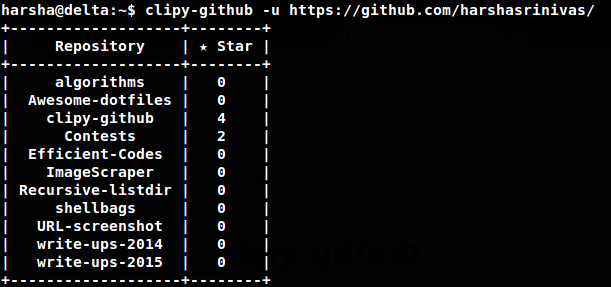 harsha@delta:~$ clipy-github -u https://github.com/harshasrinivas/
+-------------------+--------+
|     Repository    | ★ Star |
+-------------------+--------+
|     algorithms    |   0    |
|  Awesome-dotfiles |   0    |
|    clipy-github   |   4    |
|      Contests     |   2    |
|  Efficient-Codes  |   0    |
|    ImageScraper   |   0    |
| Recursive-listdir |   0    |
|     shellbags     |   0    |
|   URL-screenshot  |   0    |
|   write-ups-2014  |   0    |
|   write-ups-2015  |   0    |
+-------------------+--------+